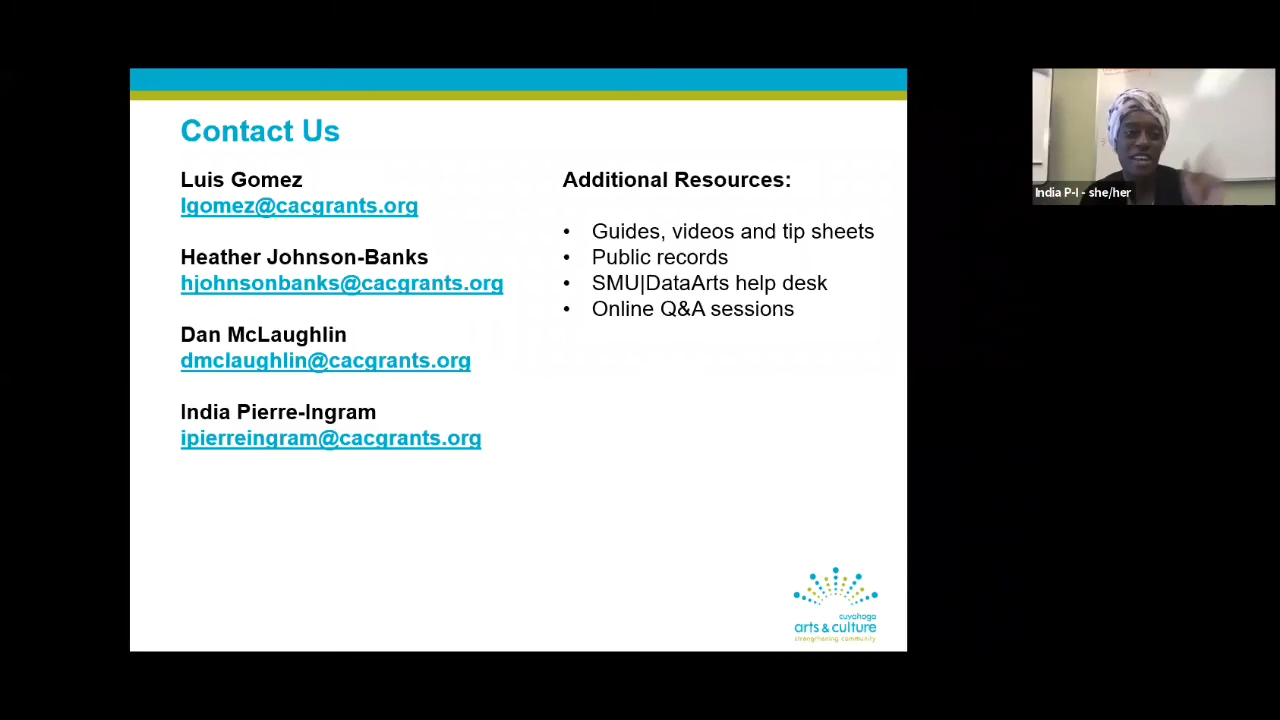 Contact Us
Luis Gomez
lgomez@cacgrants.org
Heather Johnson-Banks
hjohnsonbanks@cacgrants.org
Dan McLaughlin
dmclaughlin@cacgrants.org
India Pierre-Ingram
ipierreingram@cacgrants.org
Additional Resources:
• Guides, videos and tip sheets
• Public records
• SMU|DataArts help desk
• Online Q&A sessions
cuyahoga
arts & culture
strengthening community
India P-I - she/her